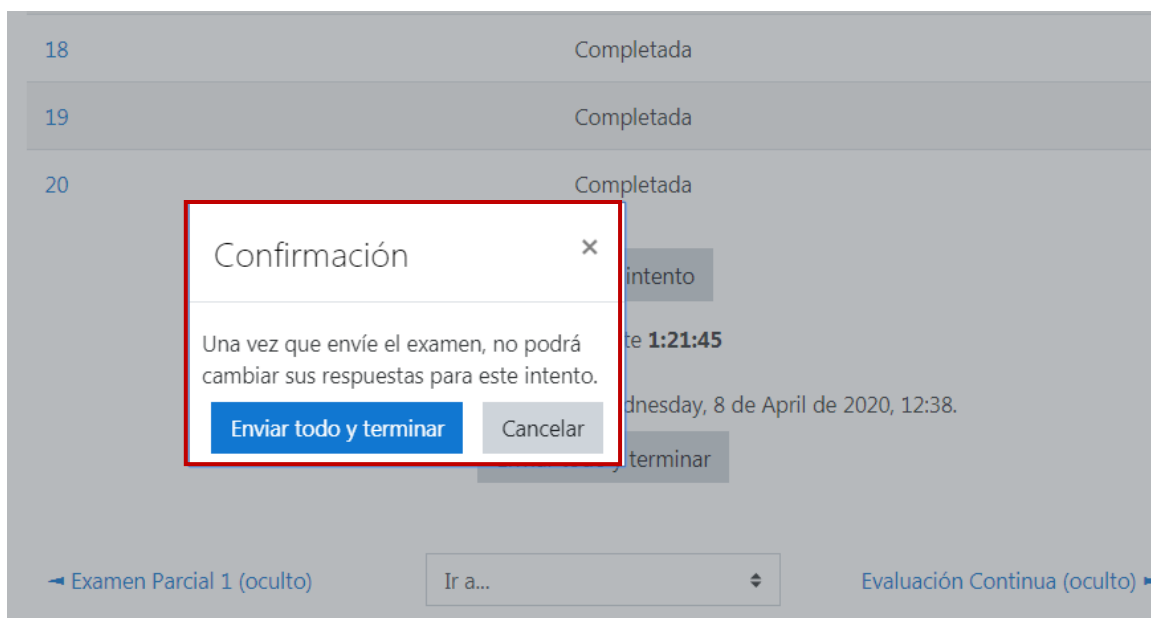 18 Completada
19 Completada
20 Completada
Confirmación ×
intento
Una vez que envíe el examen, no podrá
cambiar sus respuestas para este intento.
1:21:45
8 de April de 2020, 12:38.
Enviar todo y terminar Cancelar
terminar
Examen Parcial 1 (oculto) Ir a... Evaluación Continua (oculto)